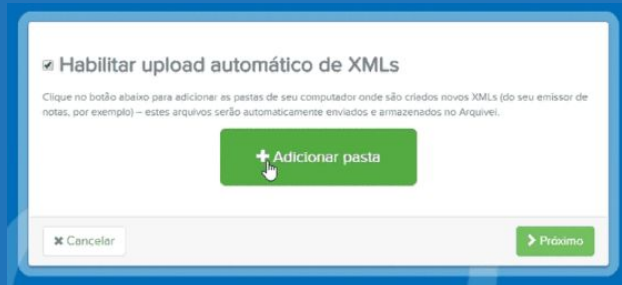 Habilitar upload automático de XMLs
Clique no botão abaixo para adicionar as pastas de seu computador onde são criados novos XMLs (do seu emissor de
notas, por exemplo) – estes arquivos serão automaticamente enviados e armazenados no Arquivei.
Adicionar pasta
Cancelar
Próximo